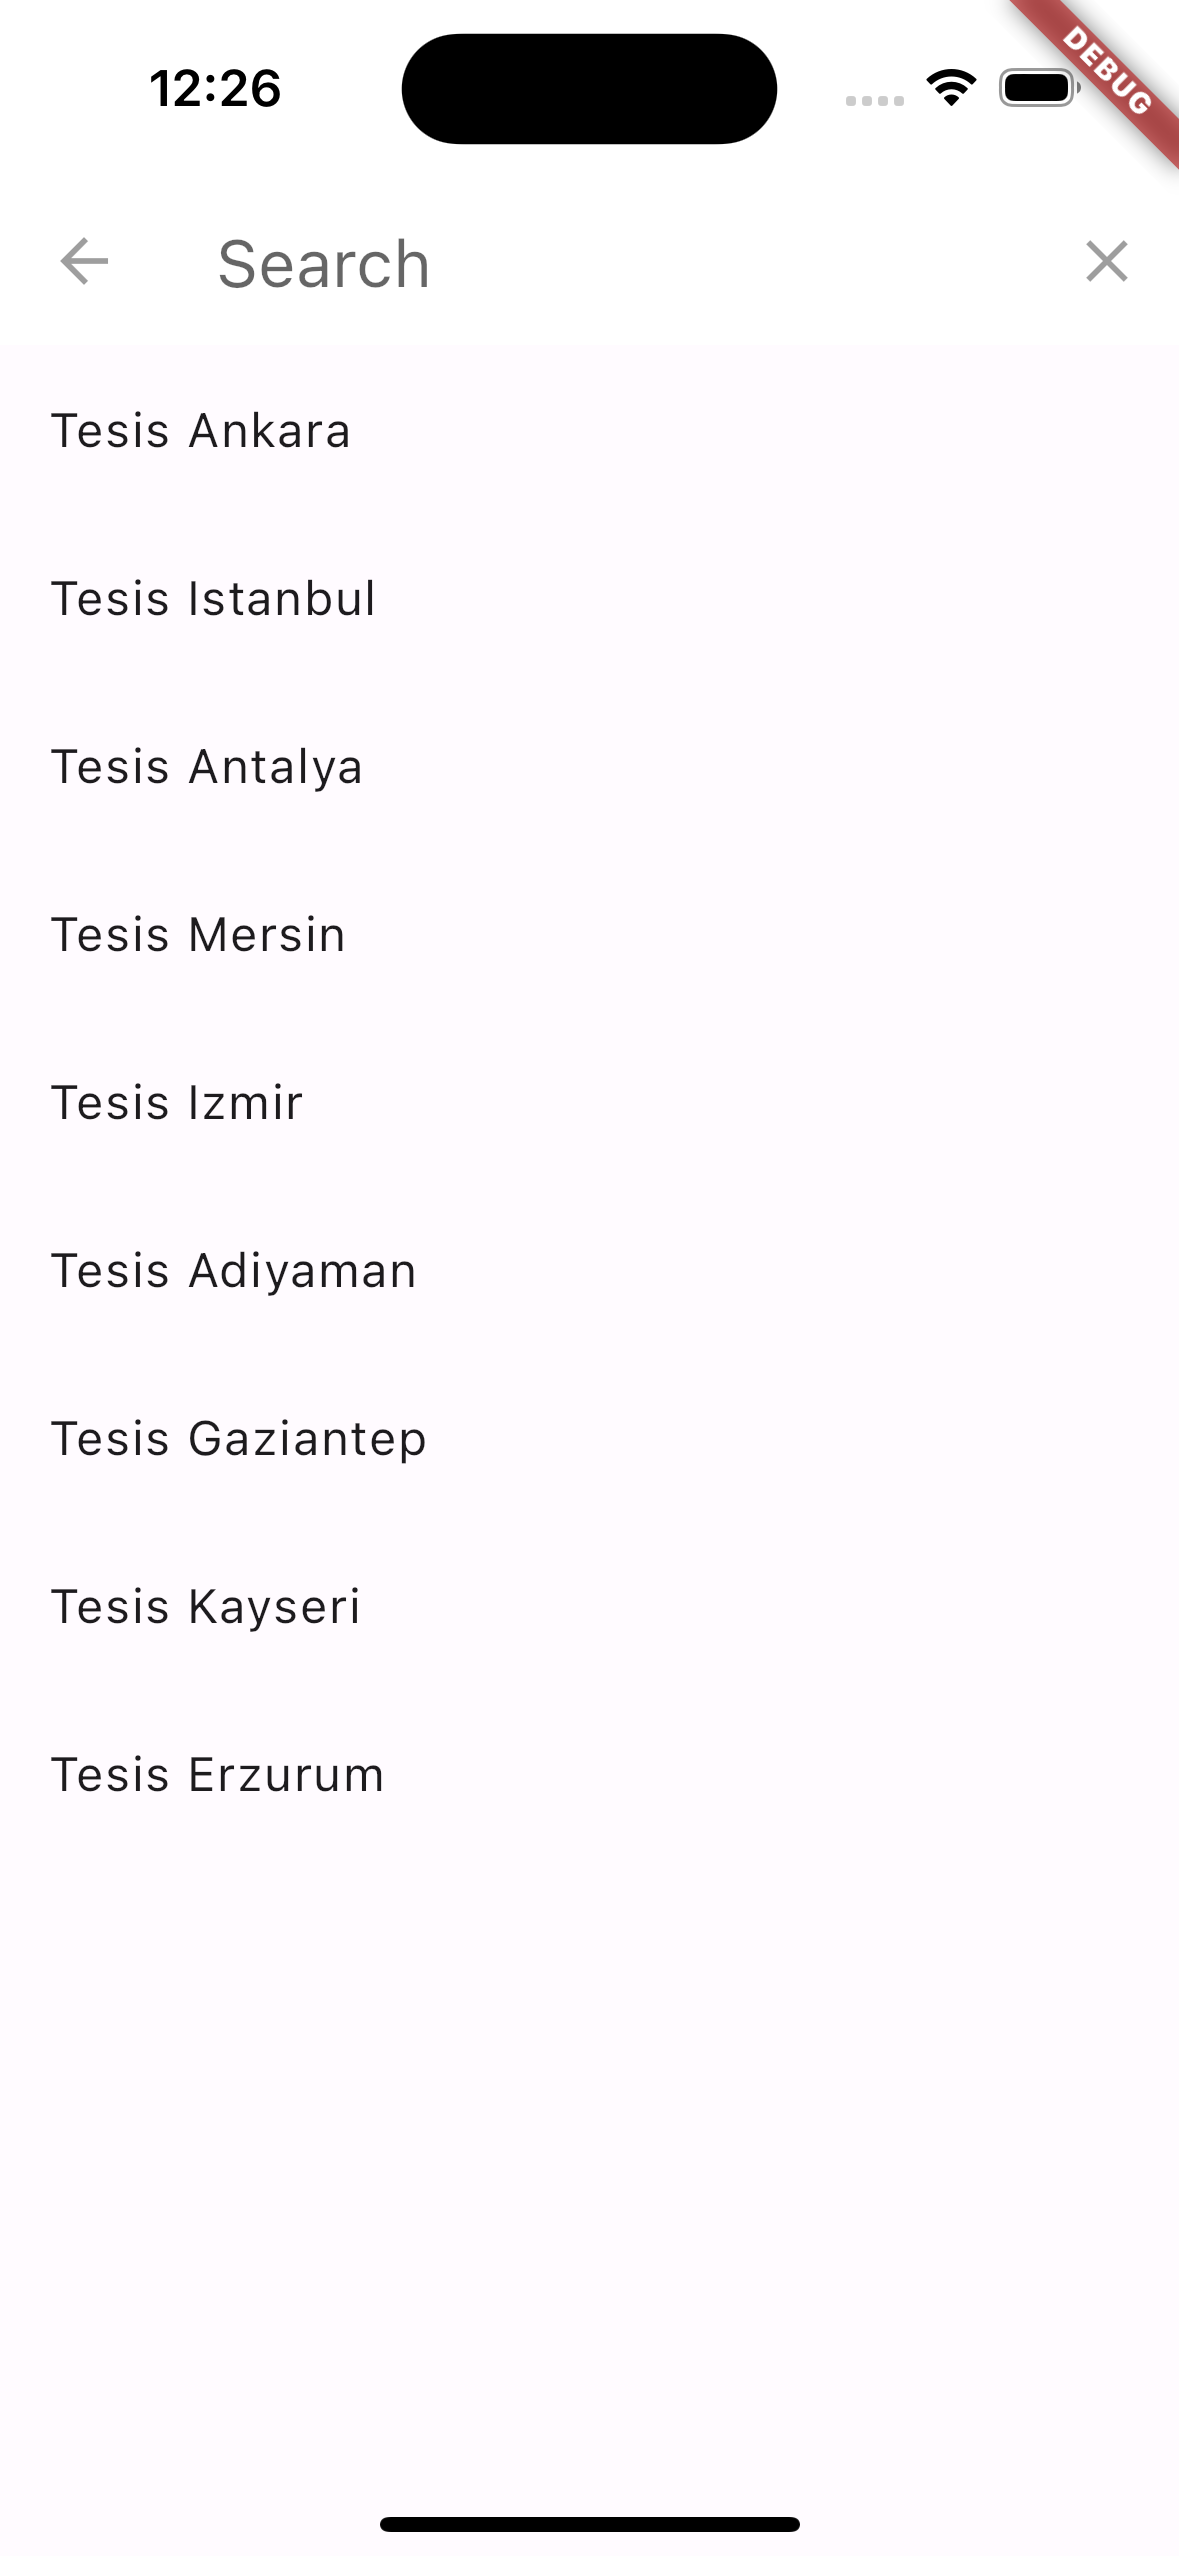 12:26
DEBUG
Search
Tesis Ankara
Tesis Istanbul
Tesis Antalya
Tesis Mersin
Tesis Izmir
Tesis Adiyaman
Tesis Gaziantep
Tesis Kayseri
Tesis Erzurum